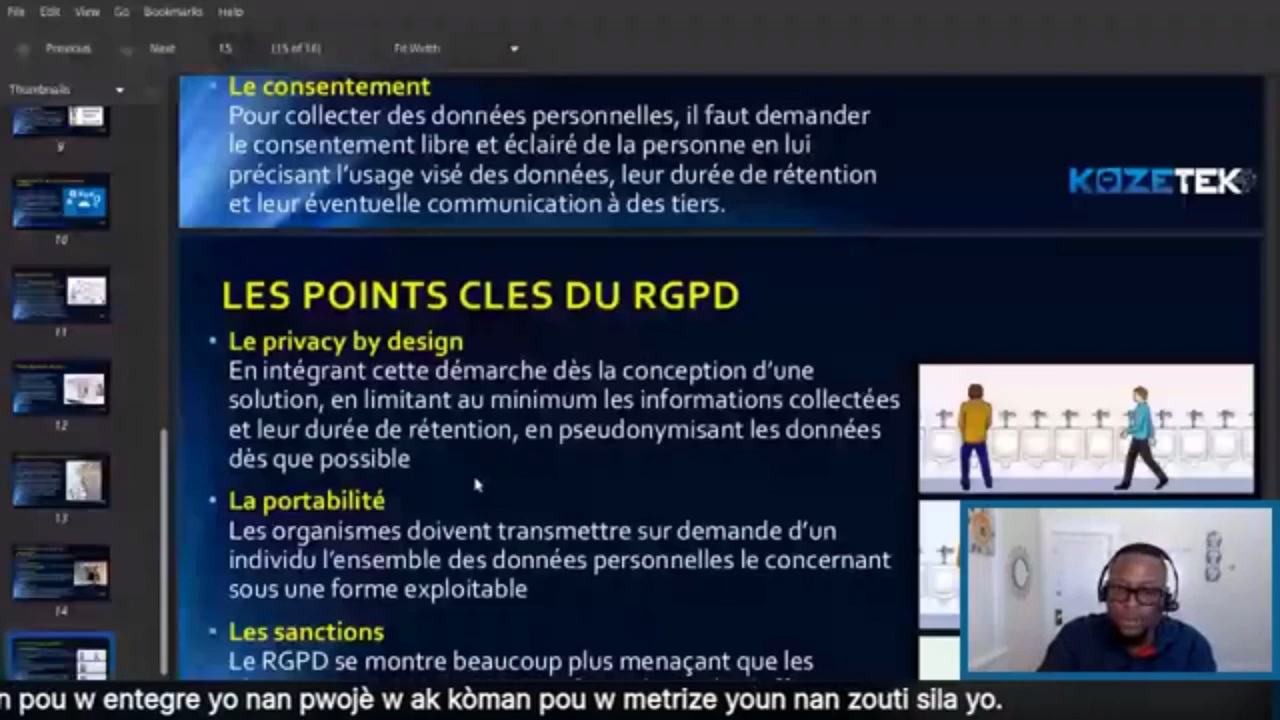 File Edit View Go Bookmarks Help
Previous Next 15 (15 of 16) Fit Width
Thumbnails
9
10
11
12
13
14
Le consentement
Pour collecter des données personnelles, il faut demander
le consentement libre et éclairé de la personne en lui
précisant l'usage visé des données, leur durée de rétention
et leur éventuelle communication à des tiers.
KOZETEK
LES POINTS CLES DU RGPD
Le privacy by design
En intégrant cette démarche dès la conception d'une
solution, en limitant au minimum les informations collectées
et leur durée de rétention, en pseudonymisant les données
dès que possible
La portabilité
Les organismes doivent transmettre sur demande d'un
individu l'ensemble des données personnelles le concernant
sous une forme exploitable
Les sanctions
Le RGPD se montre beaucoup plus menaçant que les
pou w entegre yo nan pwojè w ak kòman pou w metrize youn nan zouti sila yo.